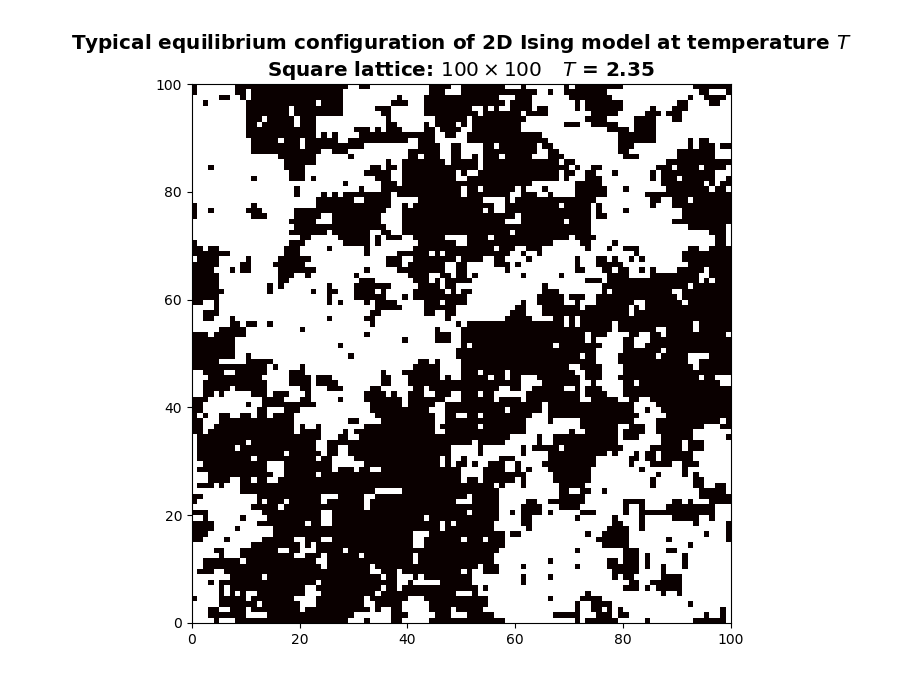 Typical equilibrium configuration of 2D Ising model at temperature T
Square lattice: 100 × 100 T = 2.35
100
80
60
40
20
0
0 20 40 60 80 100